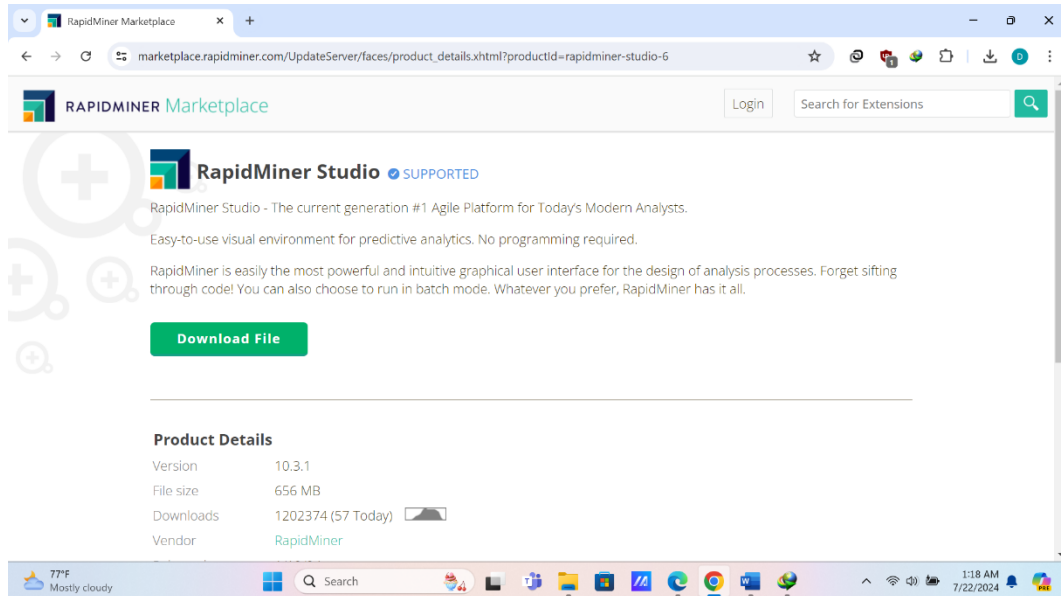 RapidMiner Marketplace
marketplace.rapidminer.com/UpdateServer/faces/product_details.xhtml?productId=rapidminer-studio-6
1
D
RAPIDMINER Marketplace
Login
Search for Extensions
RapidMiner Studio SUPPORTED
RapidMiner Studio - The current generation #1 Agile Platform for Today's Modern Analysts.
Easy-to-use visual environment for predictive analytics. No programming required.
RapidMiner is easily the most powerful and intuitive graphical user interface for the design of analysis processes. Forget sifting
through code! You can also choose to run in batch mode. Whatever you prefer, RapidMiner has it all.
Download File
Product Details
Version 10.3.1
File size 656 MB
Downloads 1202374 (57 Today)
Vendor RapidMiner
77°F
Mostly cloudy
Search
1:18 AM
7/22/2024
PRE